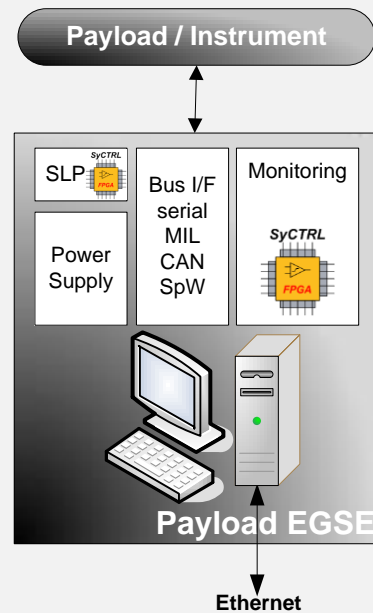 Payload / Instrument
SyCTRL
SLP
FPGA
Power
Supply
Bus I/F
serial
MIL
CAN
SpW
Monitoring
SyCTRL
FPGA
Payload EGSE
Ethernet